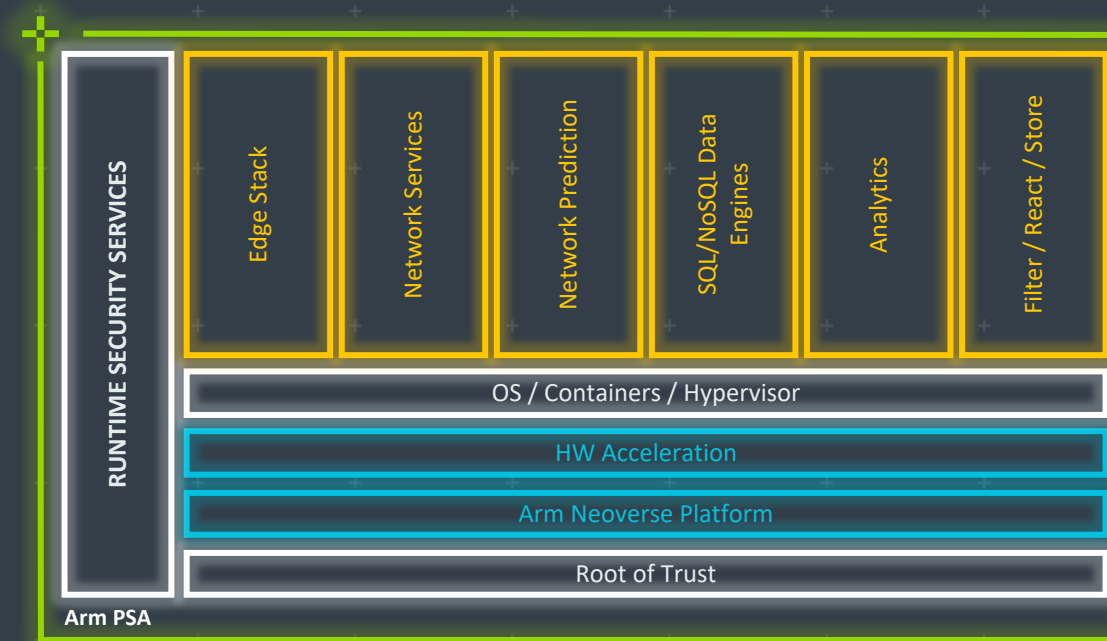 RUNTIME SECURITY SERVICES
Edge Stack
Network Services
Network Prediction
SQL/NoSQL Data
Engines
Analytics
Filter / React / Store
OS / Containers / Hypervisor
HW Acceleration
Arm Neoverse Platform
Root of Trust
Arm PSA